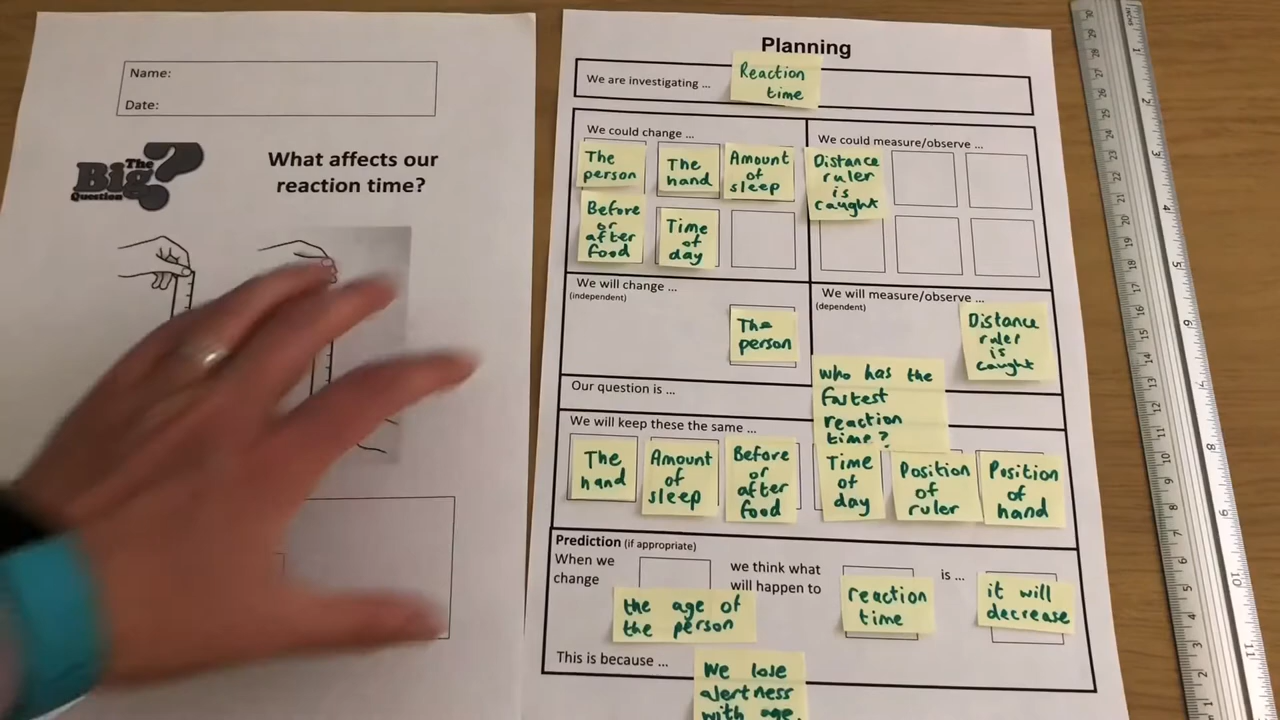 Name:
Date:
The
Big
Question
?
What affects our
reaction time?
Planning
We are investigating ...
Reaction
time
We could change ...
The
person
The
hand
Amount
of
sleep
Before
or
after
food
Time
of
day
We could measure/observe ...
Distance
ruler
is
caught
We will change ...
(independent)
The
person
We will measure/observe ...
(dependent)
Distance
ruler
is
caught
Our question is ...
who has the
fastest
reaction
time?
We will keep these the same ...
The
hand
Amount
of
sleep
Before
or
after
food
Time
of
day
Position
of
ruler
Position
of
hand
Prediction (if appropriate)
When we
change
the age of
the person
we think what
will happen to
reaction
time
is ...
it will
decrease
This is because ...
We lose
alertness
with age.